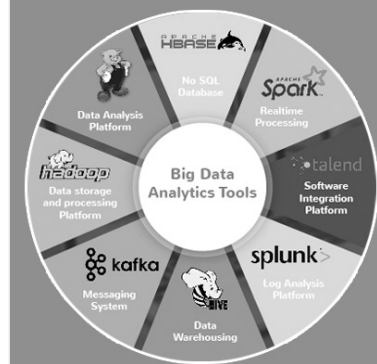 Big Data
Analytics Tools
APACHE
HBASE
No SQL
Database
APACHE
Spark
Realtime
Processing
talend
Software
Integration
Platform
splunk>
Log Analysis
Platform
HIVE
Data
Warehousing
kafka
Messaging
System
hadoop
Data storage
and processing
Platform
Data Analysis
Platform